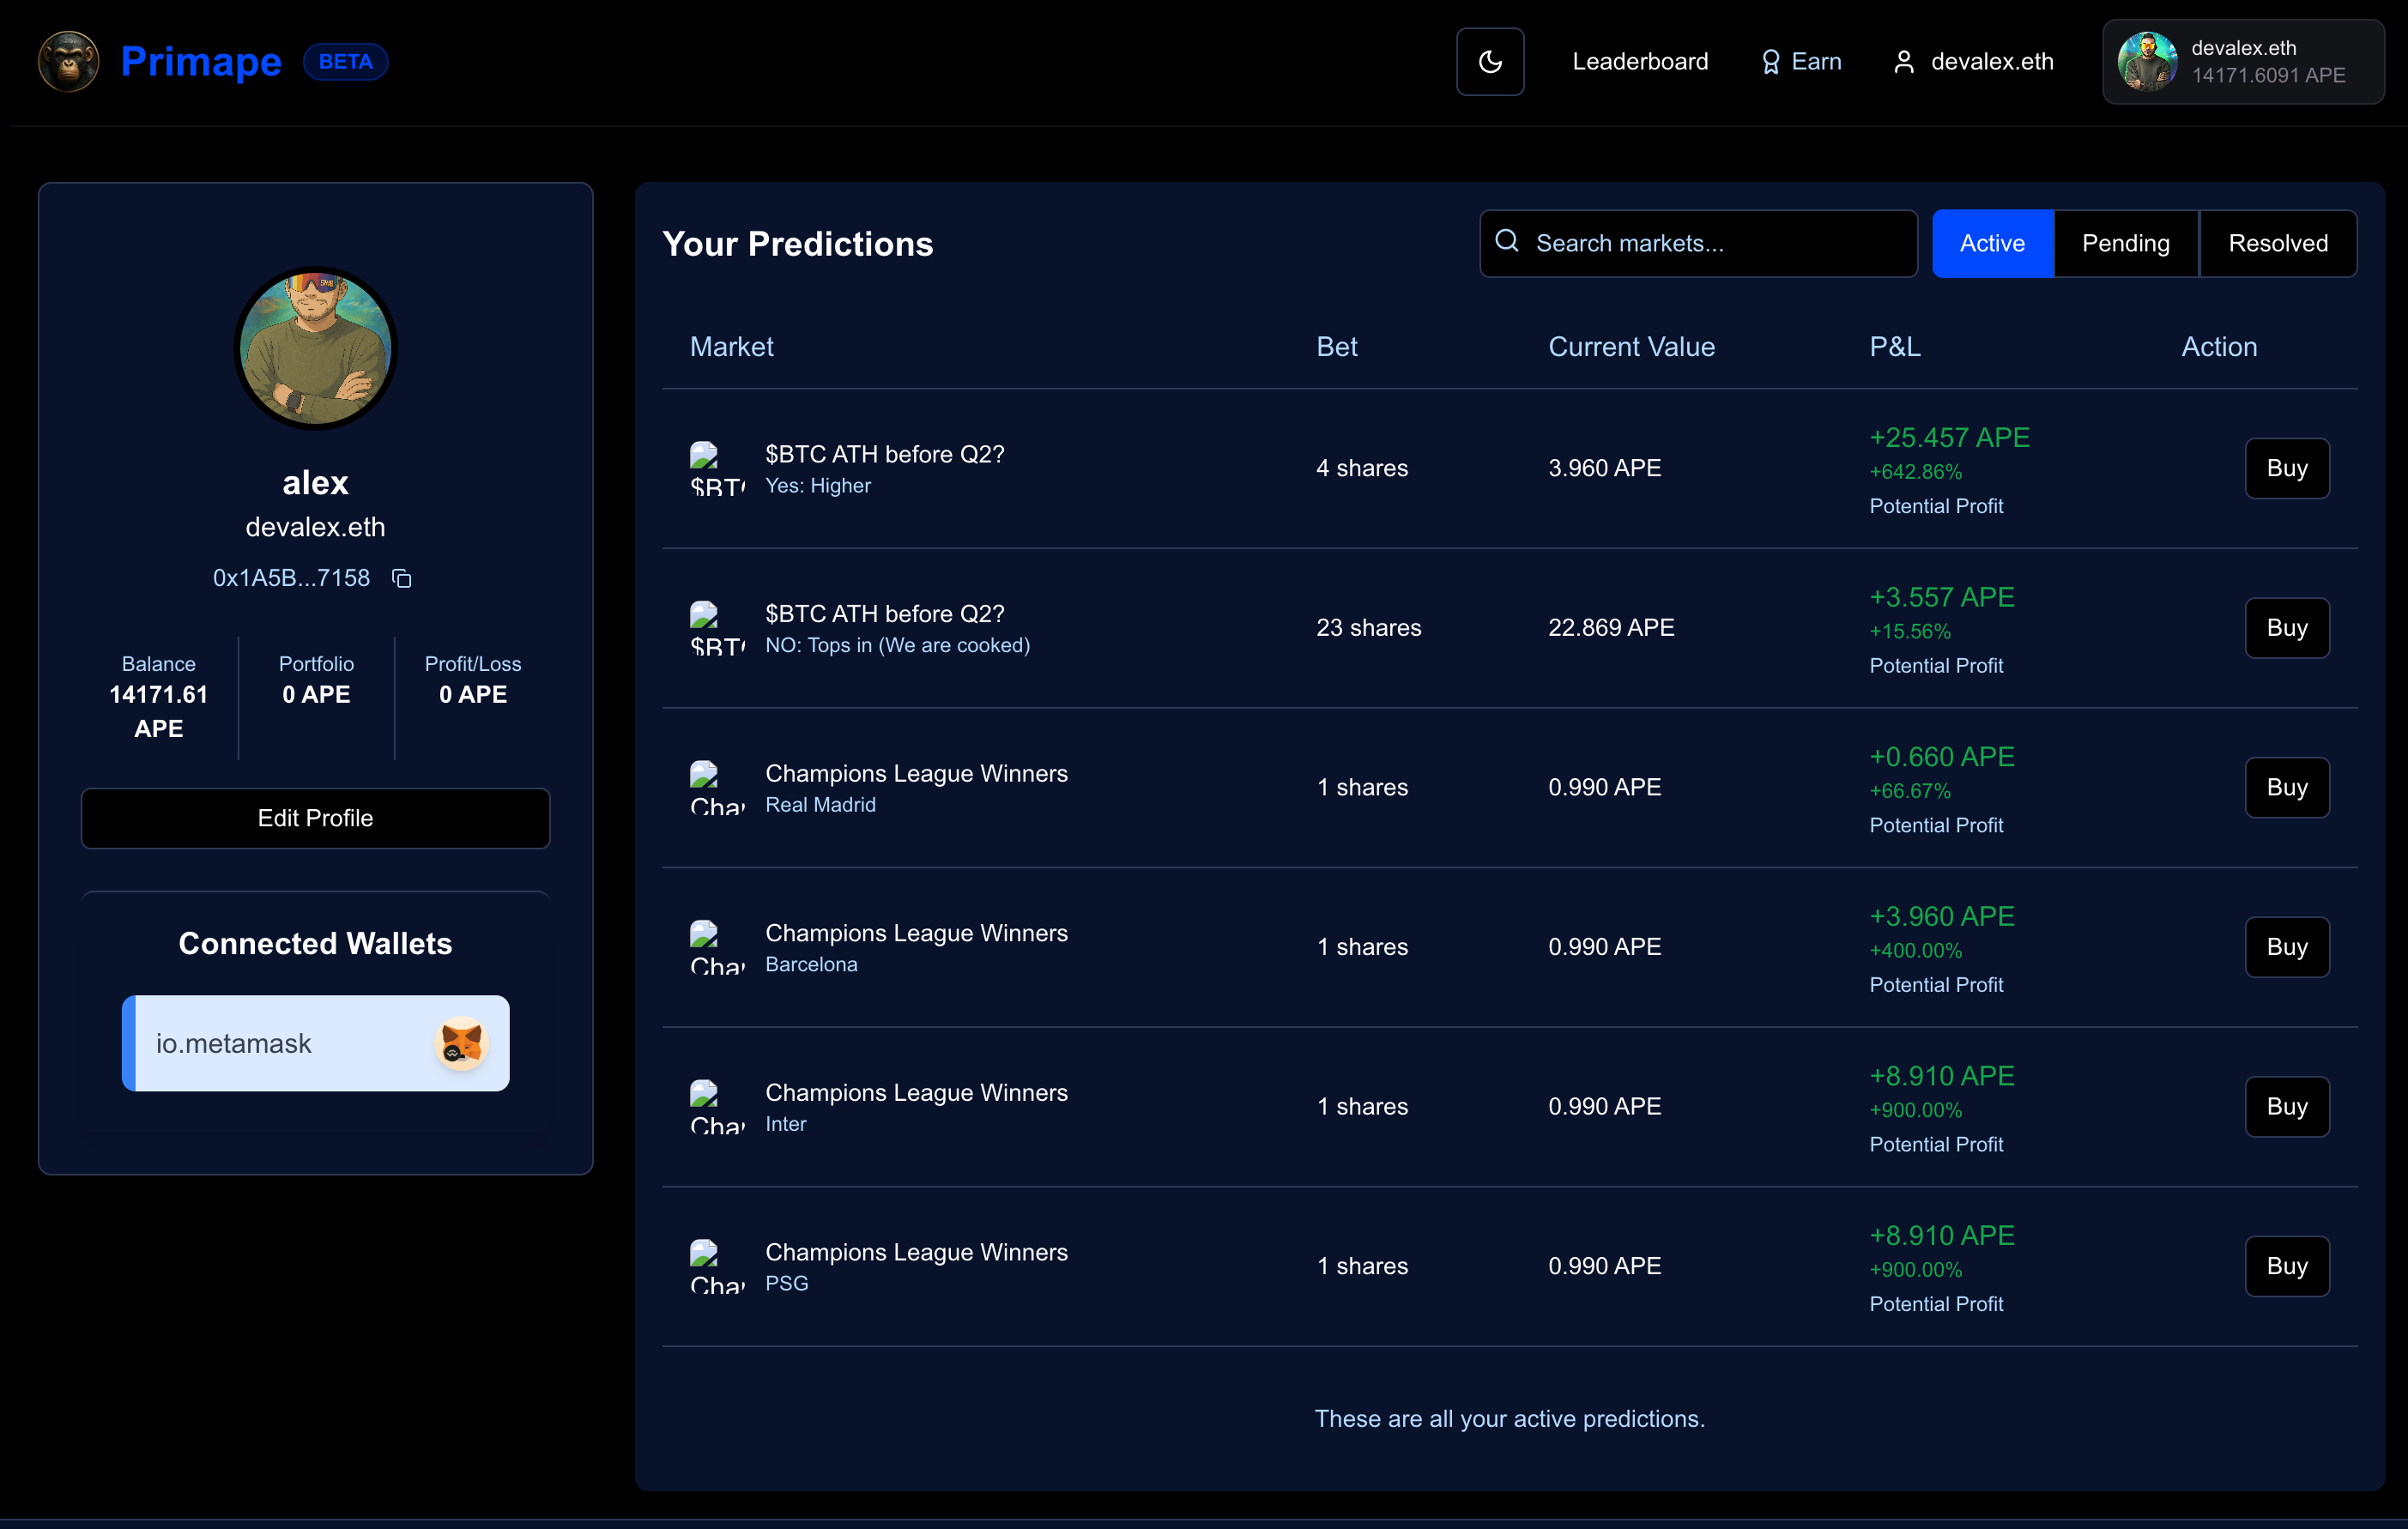 Primape BETA
Leaderboard
Earn
devalex.eth
devalex.eth
14171.6091 APE
alex
devalex.eth
0x1A5B...7158
Balance
14171.61
APE
Portfolio
0 APE
Profit/Loss
0 APE
Edit Profile
Connected Wallets
io.metamask
Your Predictions
Search markets...
Active
Pending
Resolved
Market Bet Current Value P&L Action
$BTC ATH before Q2?
Yes: Higher
4 shares
3.960 APE
+25.457 APE
+642.86%
Potential Profit
Buy
$BTC ATH before Q2?
NO: Tops in (We are cooked)
23 shares
22.869 APE
+3.557 APE
+15.56%
Potential Profit
Buy
Champions League Winners
Real Madrid
1 shares
0.990 APE
+0.660 APE
+66.67%
Potential Profit
Buy
Champions League Winners
Barcelona
1 shares
0.990 APE
+3.960 APE
+400.00%
Potential Profit
Buy
Champions League Winners
Inter
1 shares
0.990 APE
+8.910 APE
+900.00%
Potential Profit
Buy
Champions League Winners
PSG
1 shares
0.990 APE
+8.910 APE
+900.00%
Potential Profit
Buy
These are all your active predictions.